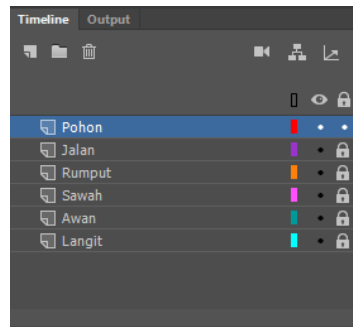 Timeline Output
Pohon
Jalan
Rumput
Sawah
Awan
Langit